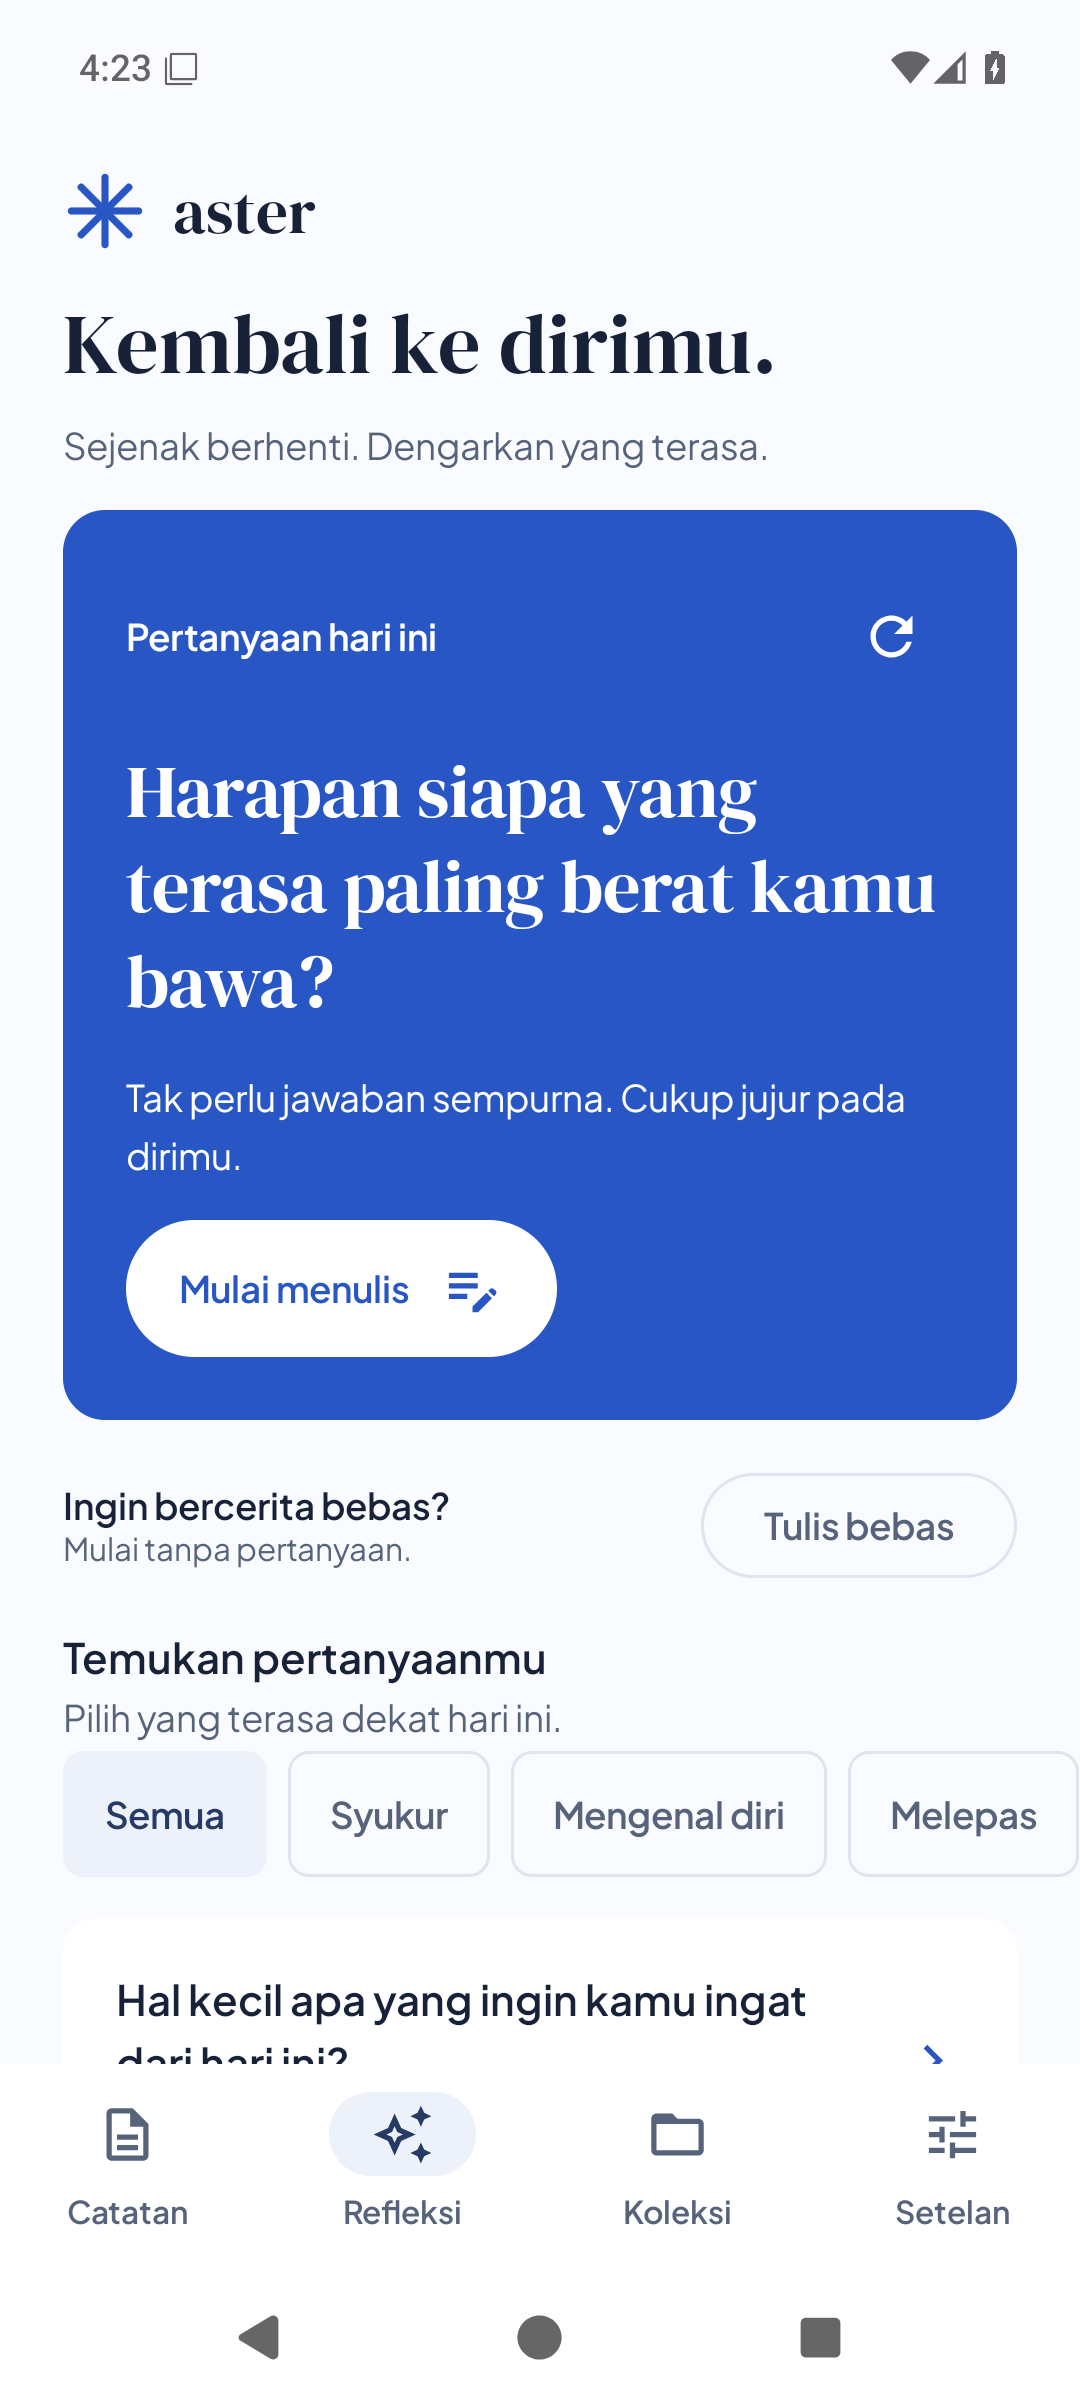 4:23
aster
Kembali ke dirimu.
Sejenak berhenti. Dengarkan yang terasa.
Pertanyaan hari ini
Harapan siapa yang
terasa paling berat kamu
bawa?
Tak perlu jawaban sempurna. Cukup jujur pada
dirimu.
Mulai menulis
Ingin bercerita bebas?
Mulai tanpa pertanyaan.
Tulis bebas
Temukan pertanyaanmu
Pilih yang terasa dekat hari ini.
Semua
Syukur
Mengenal diri
Melepas
Hal kecil apa yang ingin kamu ingat
dari hari ini?
Catatan
Refleksi
Koleksi
Setelan